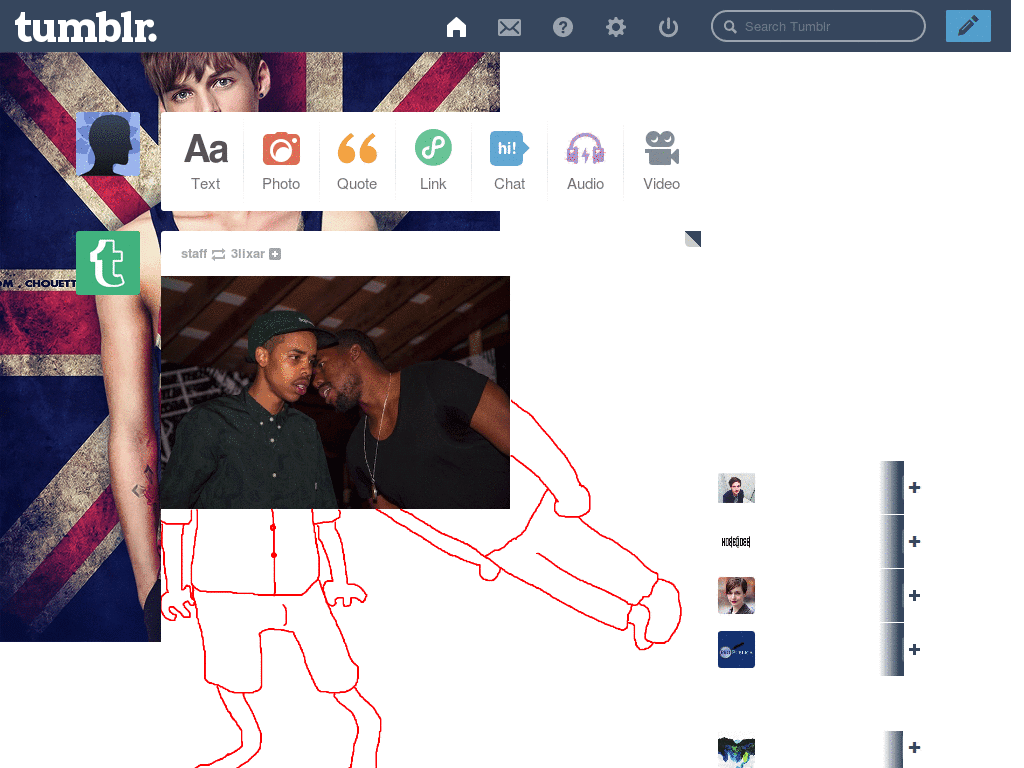 tumblr.
Search Tumblr
Aa
hi!
Text Photo Quote Link Chat Audio Video
OM , CHOUETT
t
staff 3lixar